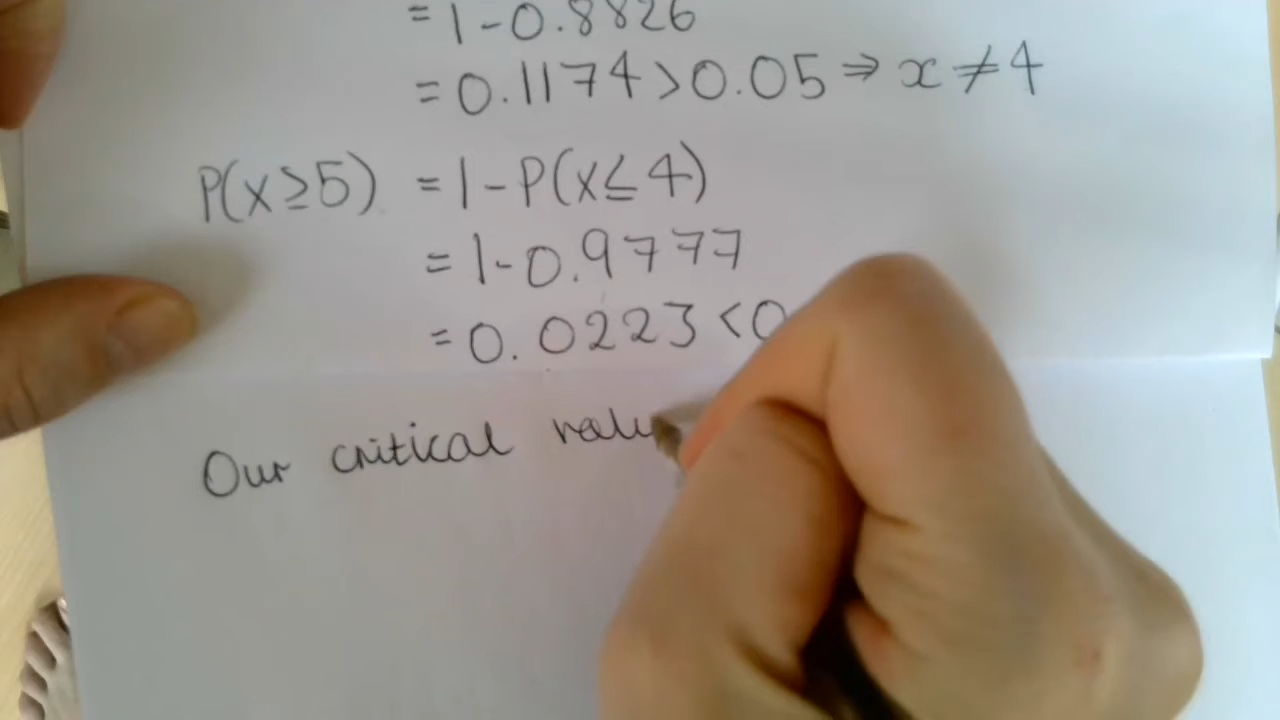 = 1 - 0.8826
= 0.1174 > 0.05 ⇒ x ≠ 4
P(x ≥ 5) = 1 - P(x ≤ 4)
= 1 - 0.9777
= 0.0223 < 0
Our critical valu